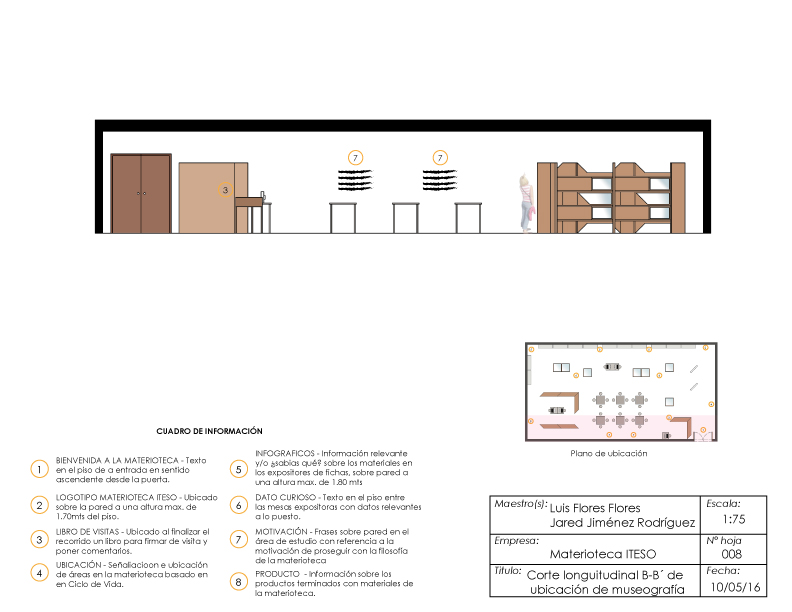 7
7
3
Plano de ubicación
CUADRO DE INFORMACIÓN
1
BIENVENIDA A LA MATERIOTECA - Texto
en el piso de a entrada en sentido
ascendente desde la puerta.
2
LOGOTIPO MATERIOTECA ITESO - Ubicado
sobre la pared a una altura max. de
1.70mts del piso.
3
LIBRO DE VISITAS - Ubicado al finalizar el
recorrido un libro para firmar de visita y
poner comentarios.
4
UBICACIÓN - Señaliacioon e ubicación
de áreas en la materioteca basado en
en Ciclo de Vida.
5
INFOGRAFICOS - Información relevante
y/o ¿sabias qué? sobre los materiales en
los expositores de fichas, sobre pared a
una altura max. de 1.80 mts
6
DATO CURIOSO - Texto en el piso entre
las mesas expositoras con datos relevantes
a lo puesto.
7
MOTIVACIÓN - Frases sobre pared en el
área de estudio con referencia a la
motivación de proseguir con la filosofía
de la materioteca
8
PRODUCTO - Información sobre los
productos terminados con materiales de
la materioteca.
Maestro(s): Luis Flores Flores
Jared Jiménez Rodríguez
Escala:
1:75
Empresa:
Materioteca ITESO
N° hoja
008
Titulo: Corte longuitudinal B-B´ de
ubicación de museografía
Fecha:
10/05/16